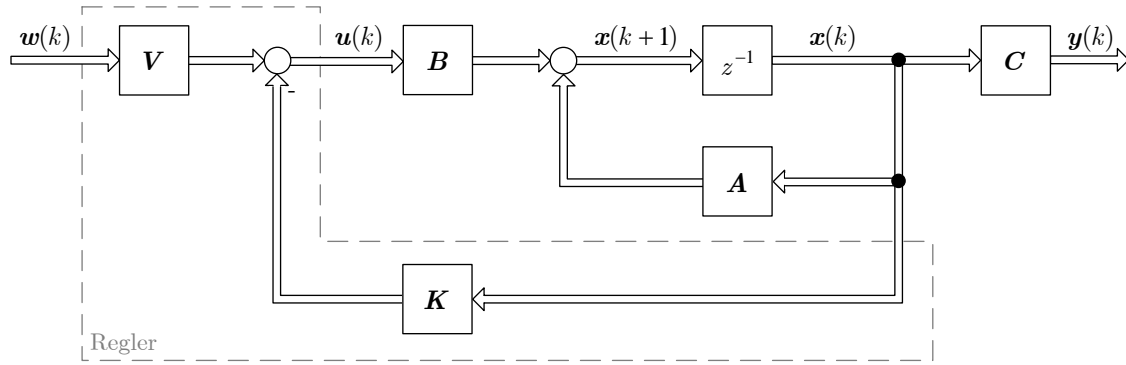 w(k) u(k) x(k + 1) x(k) y(k)
V B z⁻¹ C
-
A
K
Regler